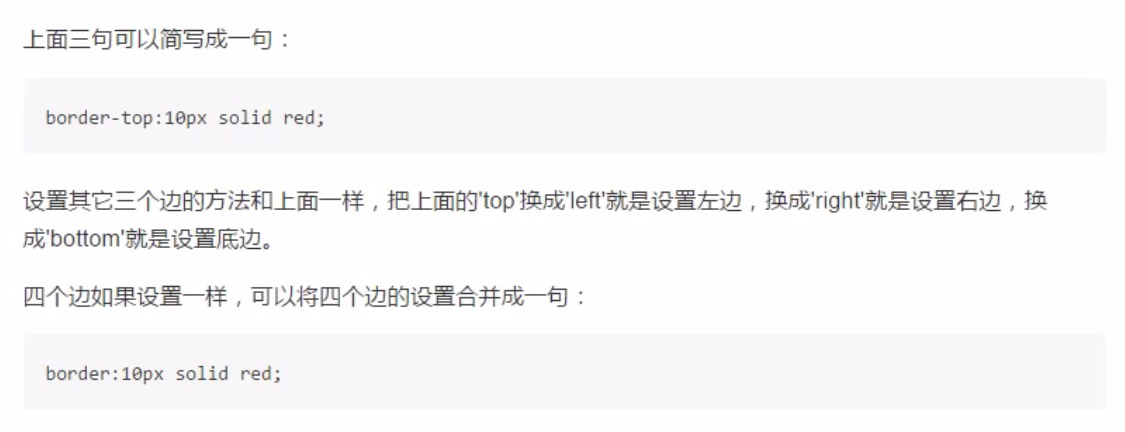 上面三句可以简写成一句：
border-top:10px solid red;
设置其它三个边的方法和上面一样，把上面的'top'换成'left'就是设置左边，换成'right'就是设置右边，换
成'bottom'就是设置底边。
四个边如果设置一样，可以将四个边的设置合并成一句：
border:10px solid red;